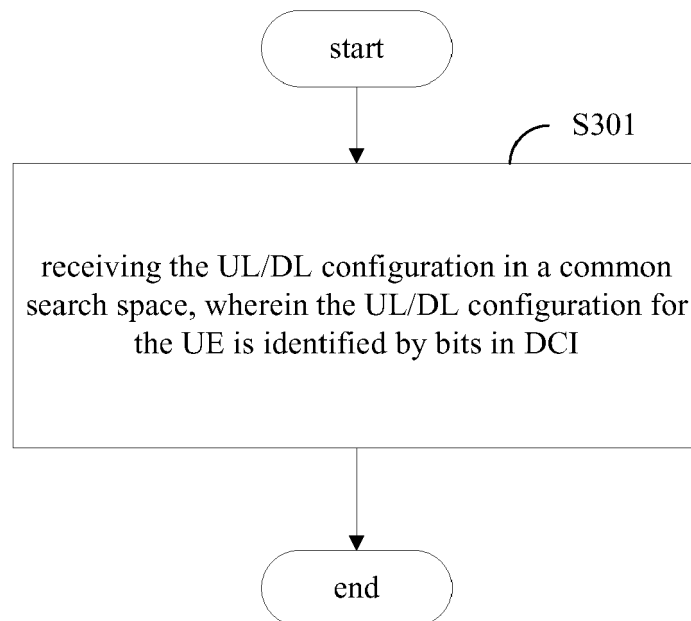 start
S301
receiving the UL/DL configuration in a common
search space, wherein the UL/DL configuration for
the UE is identified by bits in DCI
end